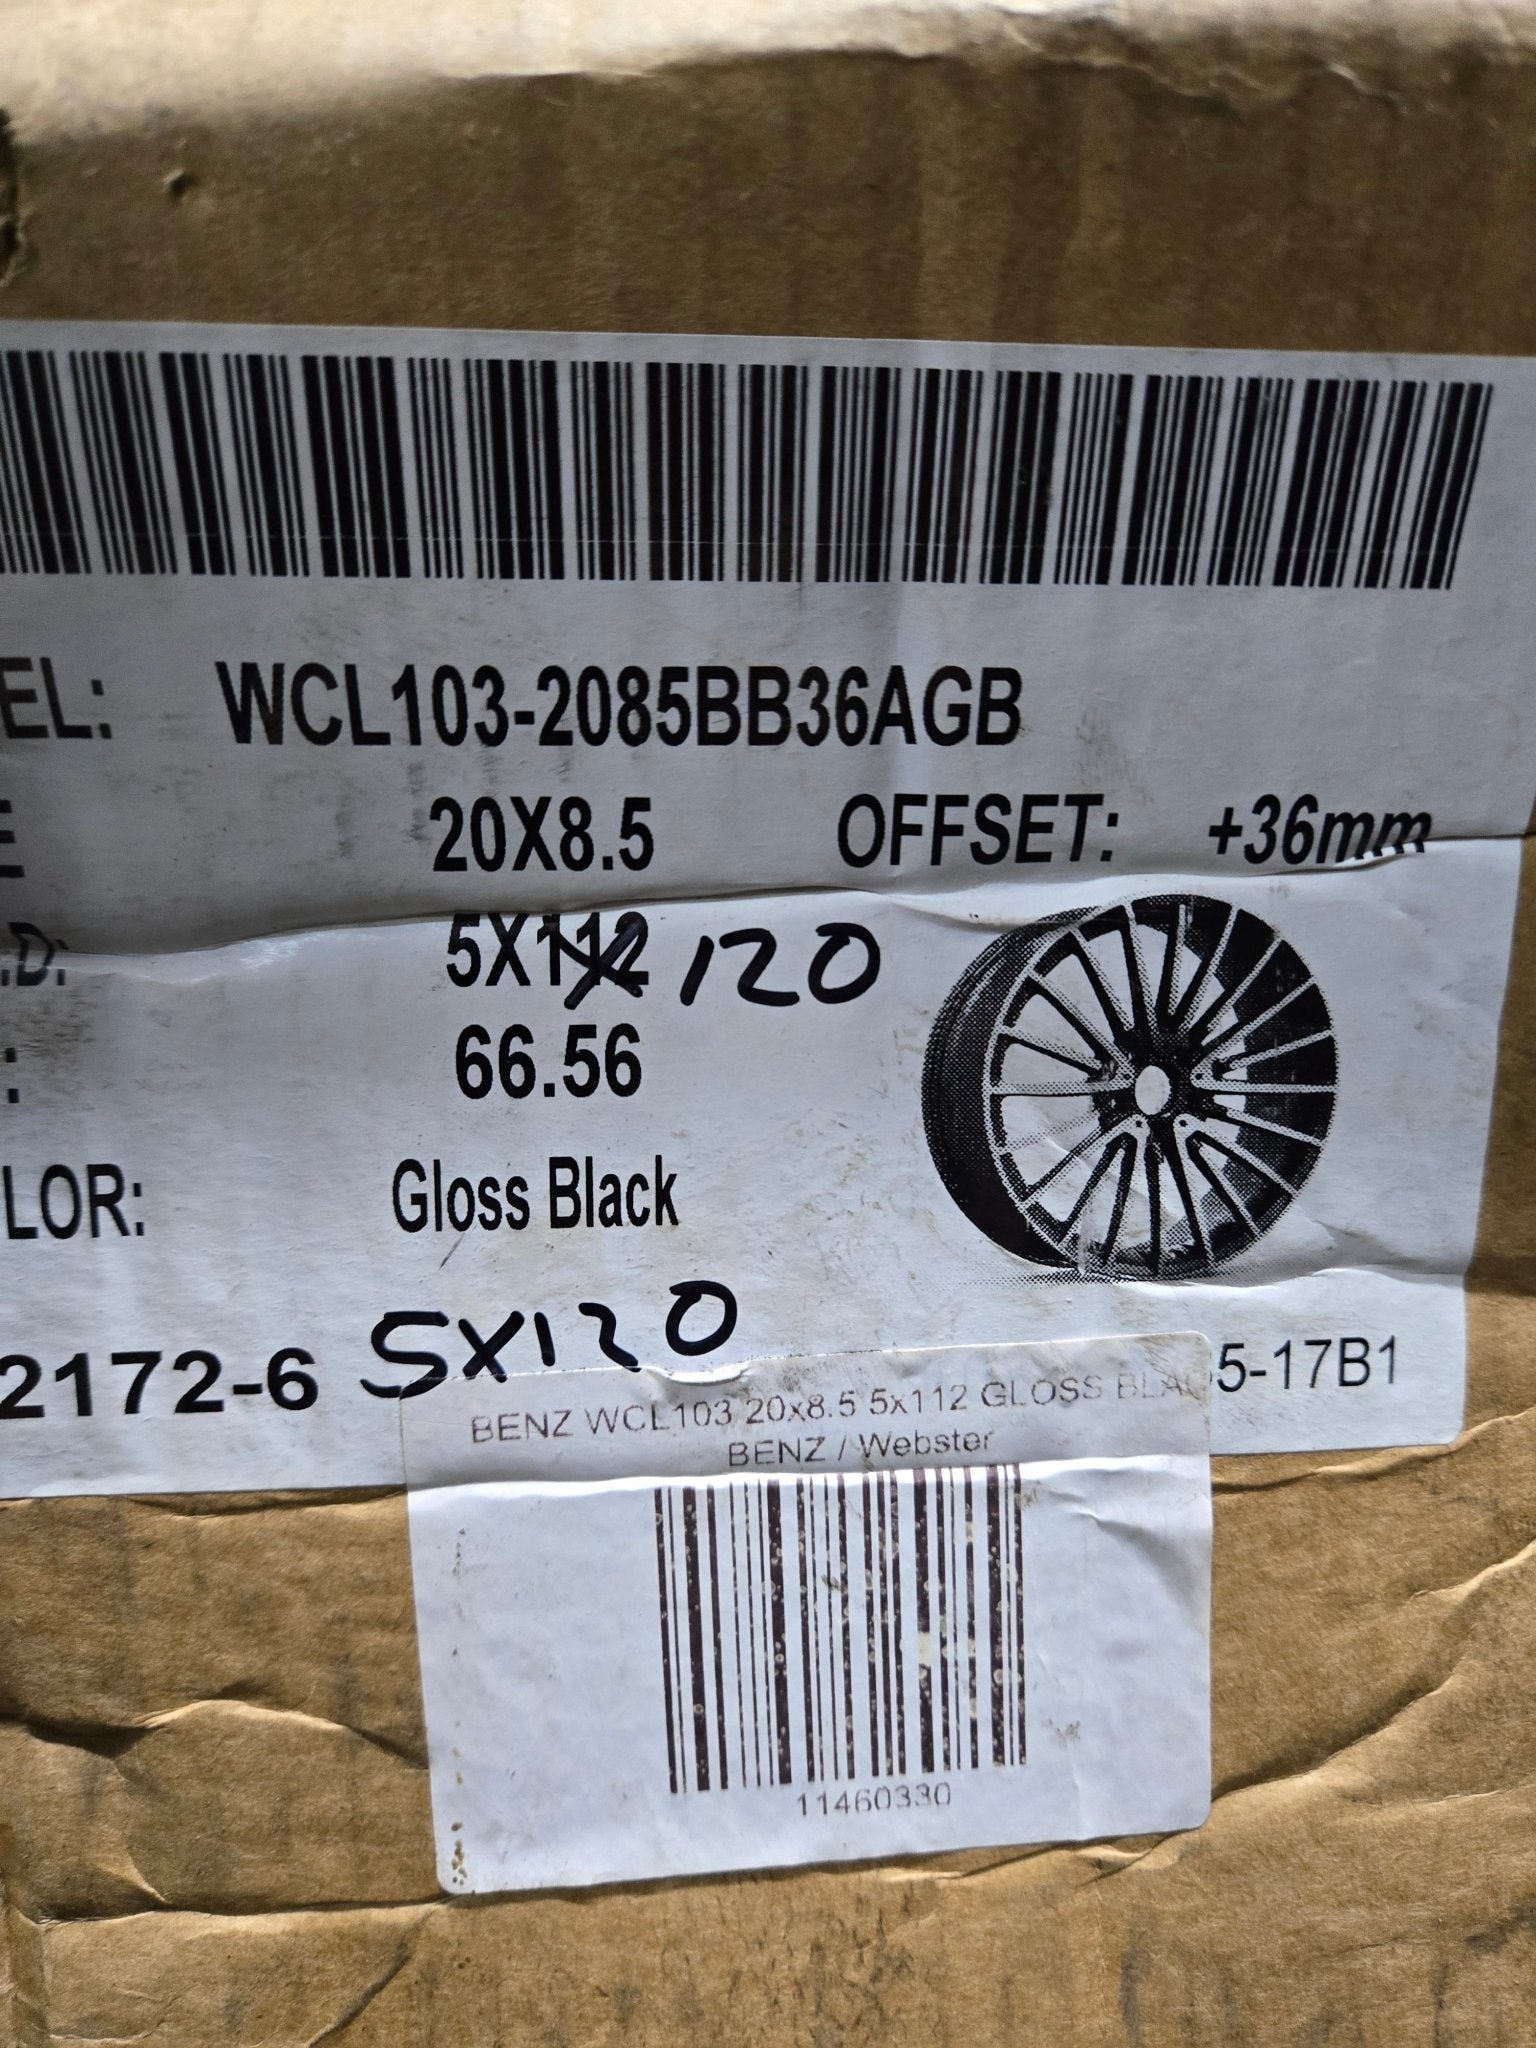 EL: WCL103-2085BB36AGB
E 20X8.5 OFFSET: +36mm
.D: 5X112 120
: 66.56
LOR: Gloss Black
2172-6 5X120 5-17B1
BENZ WCL103 20x8.5 5x112 GLOSS BLA
BENZ / Webster
11460330